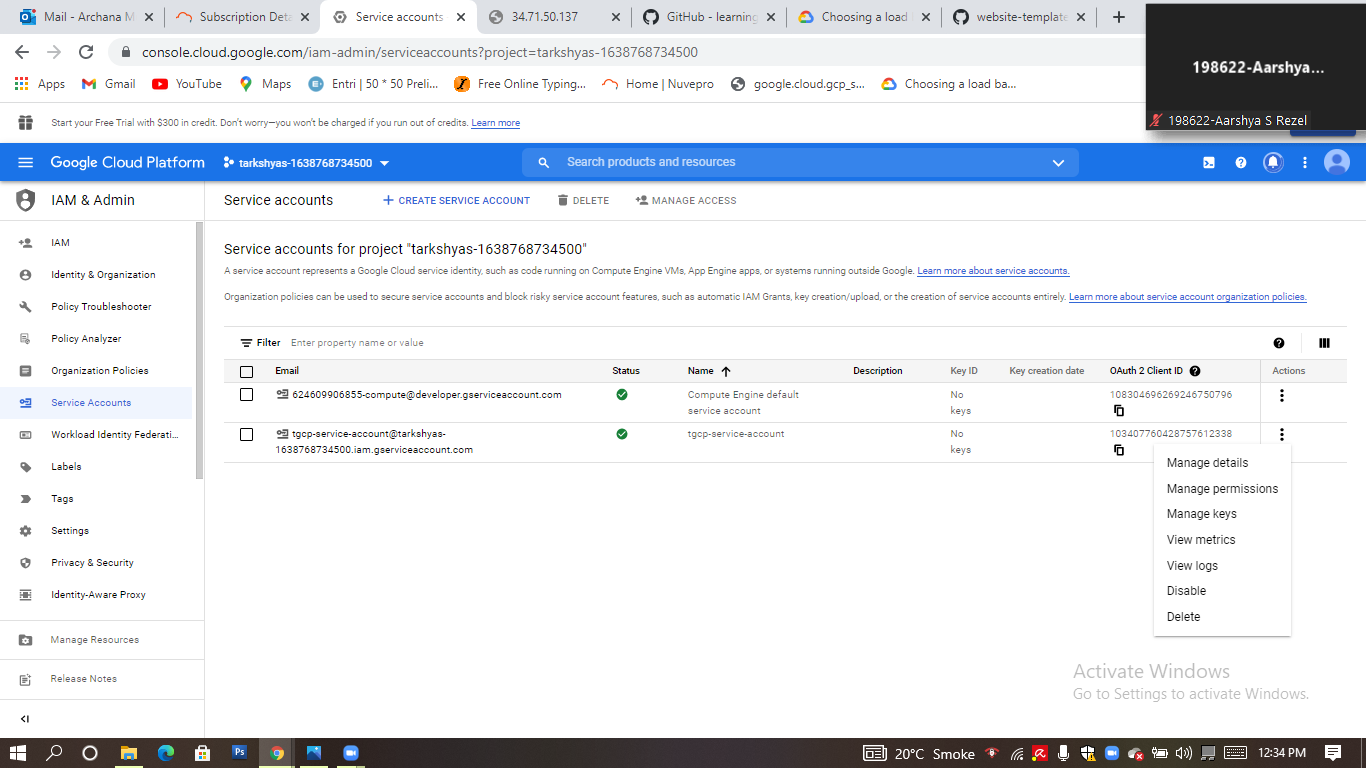 Mail - Archana M
Subscription Deta
Service accounts
34.71.50.137
GitHub - learning
Choosing a load
website-template
console.cloud.google.com/iam-admin/serviceaccounts?project=tarkshyas-1638768734500
Apps
Gmail
YouTube
Maps
Entri | 50 * 50 Preli...
Free Online Typing...
Home | Nuvepro
google.cloud.gcp_s...
Choosing a load ba...
198622-Aarshya...
198622-Aarshya S Rezel
Start your Free Trial with $300 in credit. Don't worry—you won't be charged if you run out of credits. Learn more
Google Cloud Platform
tarkshyas-1638768734500
Search products and resources
IAM & Admin
Service accounts
CREATE SERVICE ACCOUNT
DELETE
MANAGE ACCESS
IAM
Identity & Organization
Policy Troubleshooter
Policy Analyzer
Organization Policies
Service Accounts
Workload Identity Federati...
Labels
Tags
Settings
Privacy & Security
Identity-Aware Proxy
Manage Resources
Release Notes
Service accounts for project "tarkshyas-1638768734500"
A service account represents a Google Cloud service identity, such as code running on Compute Engine VMs, App Engine apps, or systems running outside Google. Learn more about service accounts.
Organization policies can be used to secure service accounts and block risky service account features, such as automatic IAM Grants, key creation/upload, or the creation of service accounts entirely. Learn more about service account organization policies.
Filter Enter property name or value
Email Status Name Description Key ID Key creation date OAuth 2 Client ID Actions
624609906855-compute@developer.gserviceaccount.com
Compute Engine default
service account
No
keys
108304696269246750796
tgcp-service-account@tarkshyas-
1638768734500.iam.gserviceaccount.com
tgcp-service-account
No
keys
103407760428757612338
Manage details
Manage permissions
Manage keys
View metrics
View logs
Disable
Delete
Activate Windows
Go to Settings to activate Windows.
Ps
20°C Smoke
12:34 PM